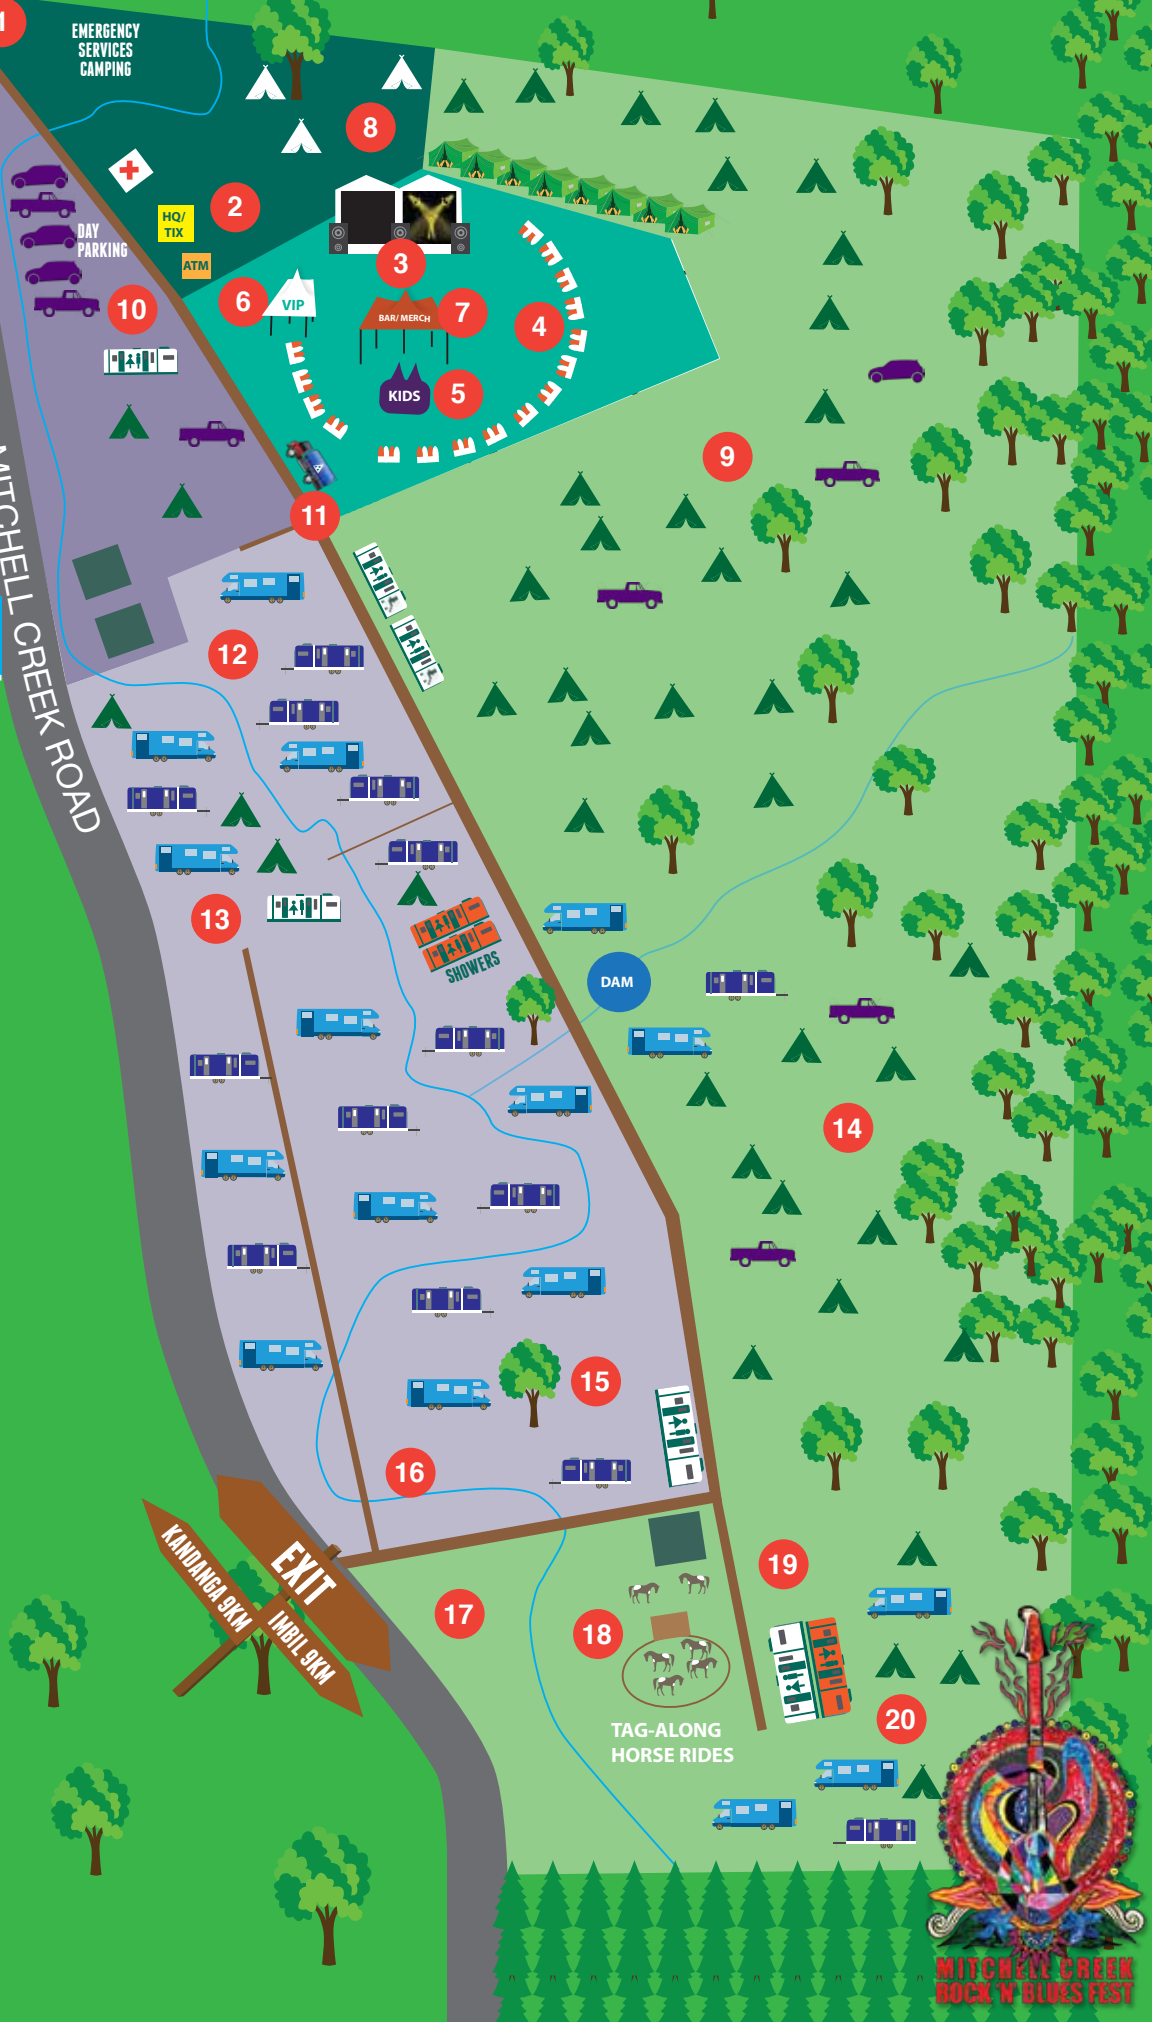 1
EMERGENCY
SERVICES
CAMPING
8
2
HQ/
TIX
DAY
PARKING
ATM
3
6
VIP
BAR/ MERCH
7
4
10
KIDS
5
9
11
MITCHELL CREEK ROAD
12
13
SHOWERS
DAM
14
15
16
EXIT
KANDANGA 9KM
IMBIL 9KM
17
18
19
TAG-ALONG
HORSE RIDES
20
MITCHELL CREEK
ROCK 'N' BLUES FEST